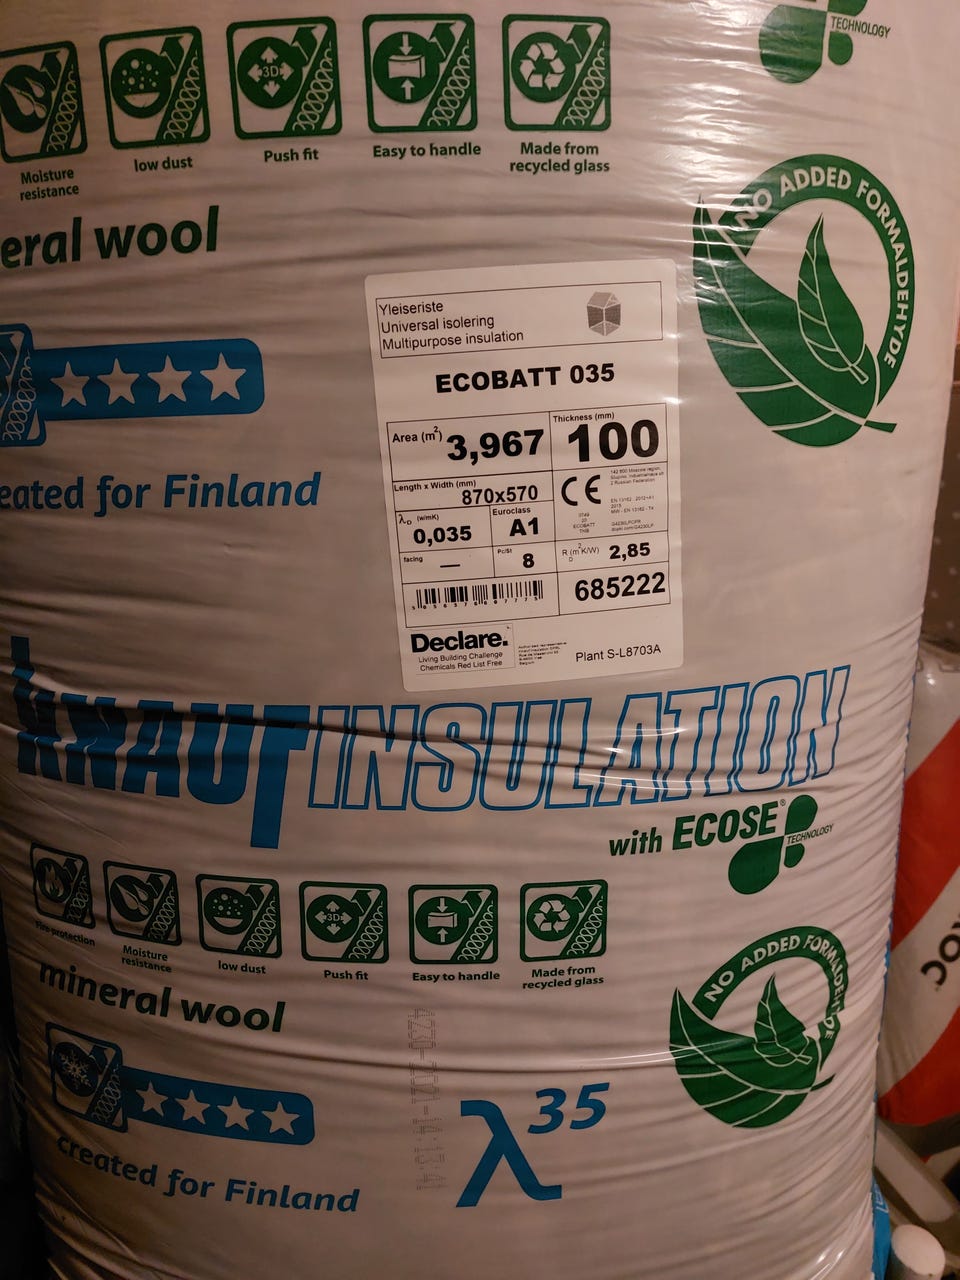 TECHNOLOGY
3D
Moisture
resistance
low dust
Push fit
Easy to handle
Made from
recycled glass
eral wool
NO ADDED FORMALDEHYDE
eated for Finland
Yleiseriste
Universal isolering
Multipurpose insulation
ECOBATT 035
Area (m²) 3,967
Thickness (mm)
100
Length x Width (mm)
870x570
CE
λD (W/mK)
0,035
Euroclass
A1
facing
—
Pc/St
8
R (m²K/W) 2,85
D
685222
Declare.
Living Building Challenge
Chemicals Red List Free
Plant S-L8703A
KNAUFINSULATION
with ECOSE® TECHNOLOGY
3D
Fire protection
Moisture
resistance
low dust
Push fit
Easy to handle
Made from
recycled glass
mineral wool
NO ADDED FORMALDEHYDE
created for Finland
λ35